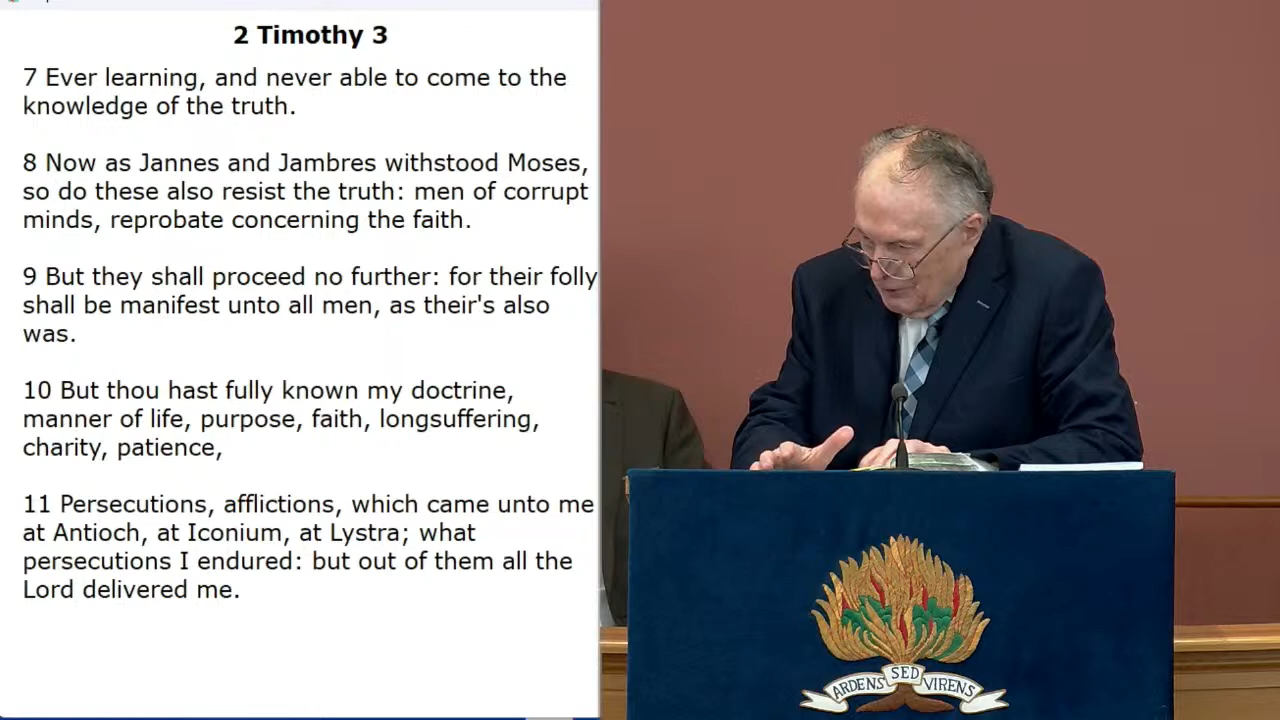 2 Timothy 3
7 Ever learning, and never able to come to the
knowledge of the truth.
8 Now as Jannes and Jambres withstood Moses,
so do these also resist the truth: men of corrupt
minds, reprobate concerning the faith.
9 But they shall proceed no further: for their folly
shall be manifest unto all men, as their's also
was.
10 But thou hast fully known my doctrine,
manner of life, purpose, faith, longsuffering,
charity, patience,
11 Persecutions, afflictions, which came unto me
at Antioch, at Iconium, at Lystra; what
persecutions I endured: but out of them all the
Lord delivered me.
ARDENS SED VIRENS